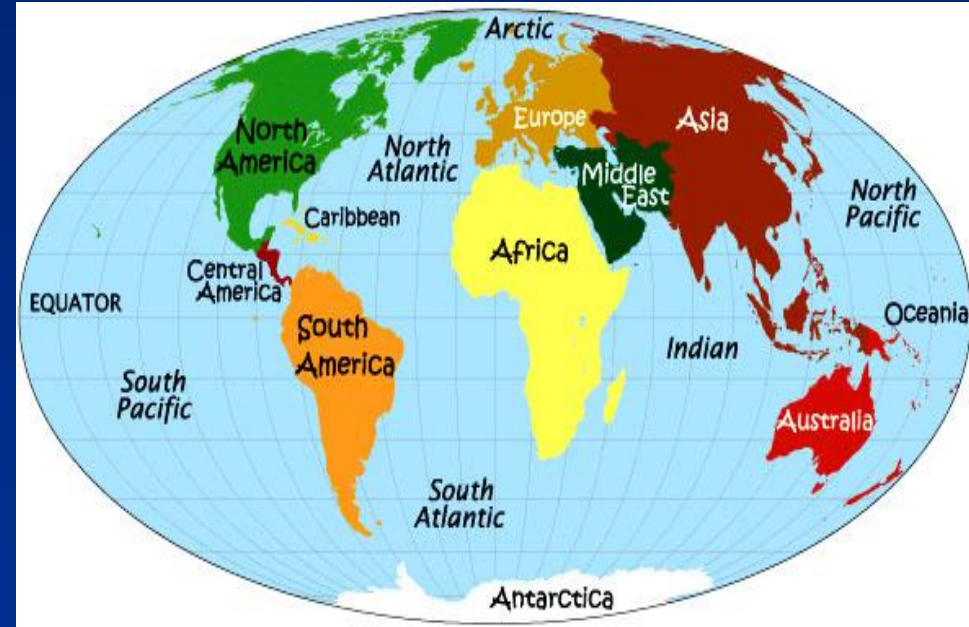 Arctic
North
America
North
Atlantic
Europe
Asia
Middle
East
North
Pacific
Caribbean
Central
America
Africa
EQUATOR
South
America
Indian
Oceania
South
Pacific
Australia
South
Atlantic
Antarctica